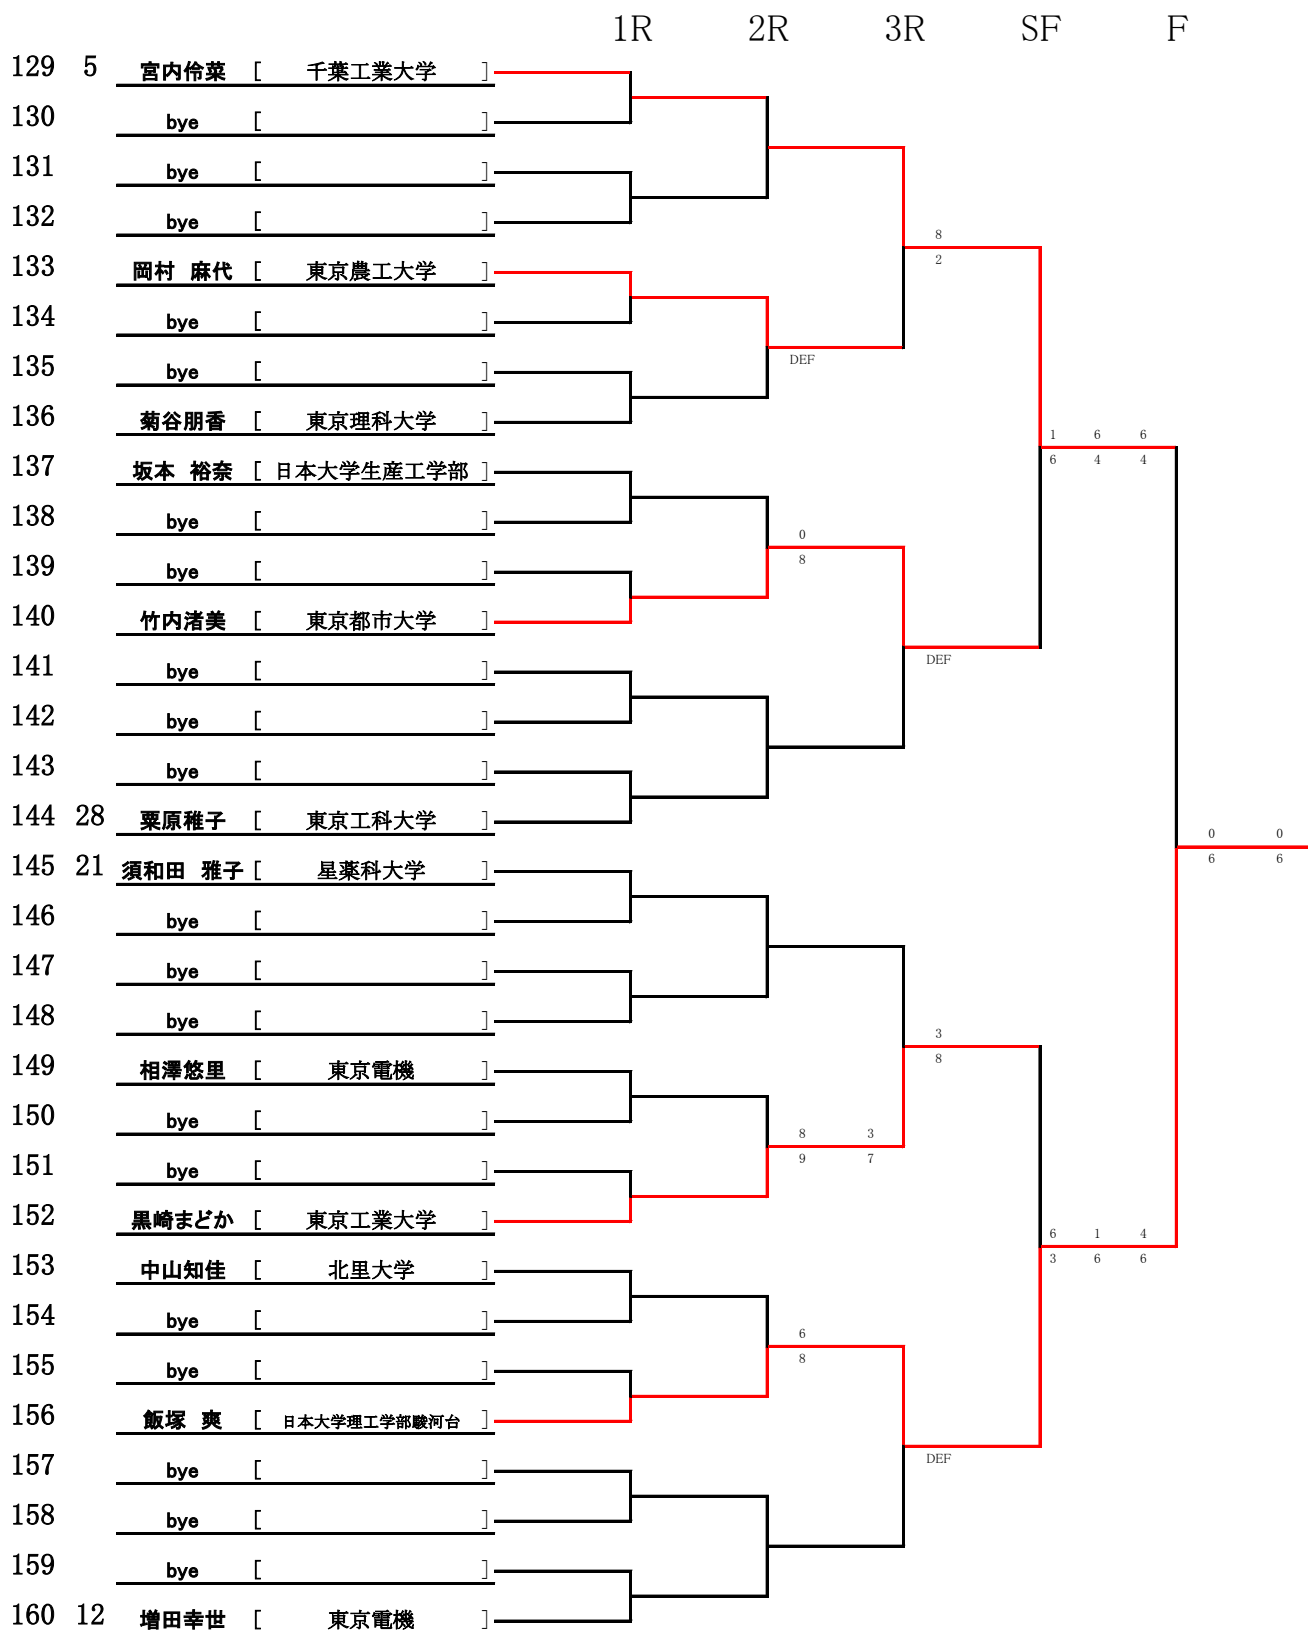 1R 2R 3R SF F
129 5 宮内伶菜 [ 千葉工業大学 ]
130 bye [ ]
131 bye [ ]
132 bye [ ]
8
2
133 岡村 麻代 [ 東京農工大学 ]
134 bye [ ]
DEF
135 bye [ ]
136 菊谷朋香 [ 東京理科大学 ]
1 6 6
6 4 4
137 坂本 裕奈 [ 日本大学生産工学部 ]
138 bye [ ]
0
8
139 bye [ ]
140 竹内渚美 [ 東京都市大学 ]
DEF
141 bye [ ]
142 bye [ ]
143 bye [ ]
144 28 粟原稚子 [ 東京工科大学 ]
0 0
6 6
145 21 須和田 雅子 [ 星薬科大学 ]
146 bye [ ]
147 bye [ ]
148 bye [ ]
3
8
149 相澤悠里 [ 東京電機 ]
150 bye [ ]
8 3
9 7
151 bye [ ]
152 黒崎まどか [ 東京工業大学 ]
6 1 4
3 6 6
153 中山知佳 [ 北里大学 ]
154 bye [ ]
6
8
155 bye [ ]
156 飯塚 爽 [ 日本大学理工学部駿河台 ]
DEF
157 bye [ ]
158 bye [ ]
159 bye [ ]
160 12 増田幸世 [ 東京電機 ]